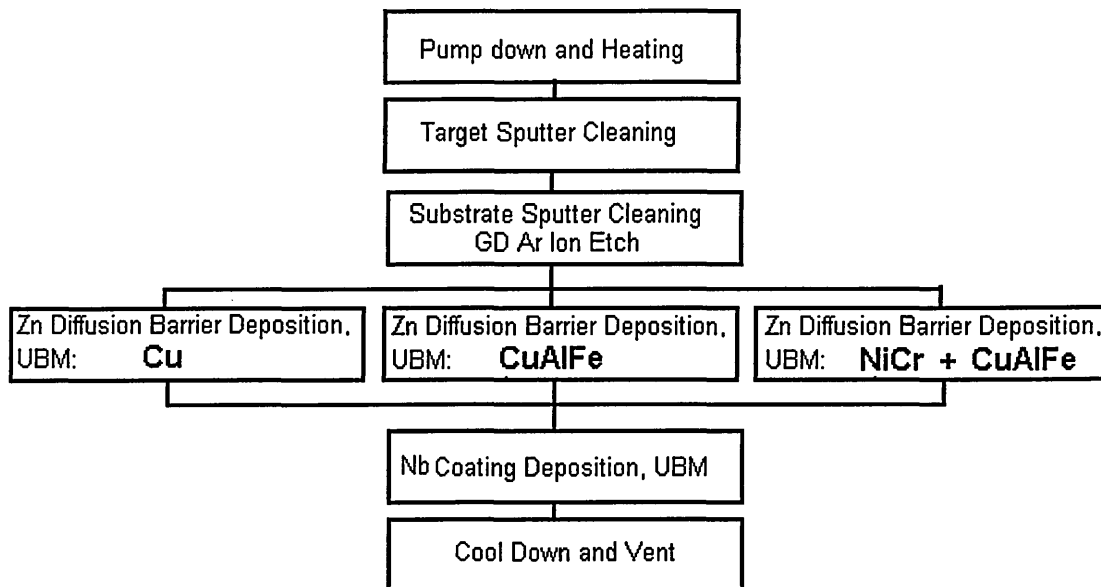 Pump down and Heating
Target Sputter Cleaning
Substrate Sputter Cleaning
GD Ar Ion Etch
Zn Diffusion Barrier Deposition,
UBM: Cu
Zn Diffusion Barrier Deposition,
UBM: CuAlFe
Zn Diffusion Barrier Deposition,
UBM: NiCr + CuAlFe
Nb Coating Deposition, UBM
Cool Down and Vent